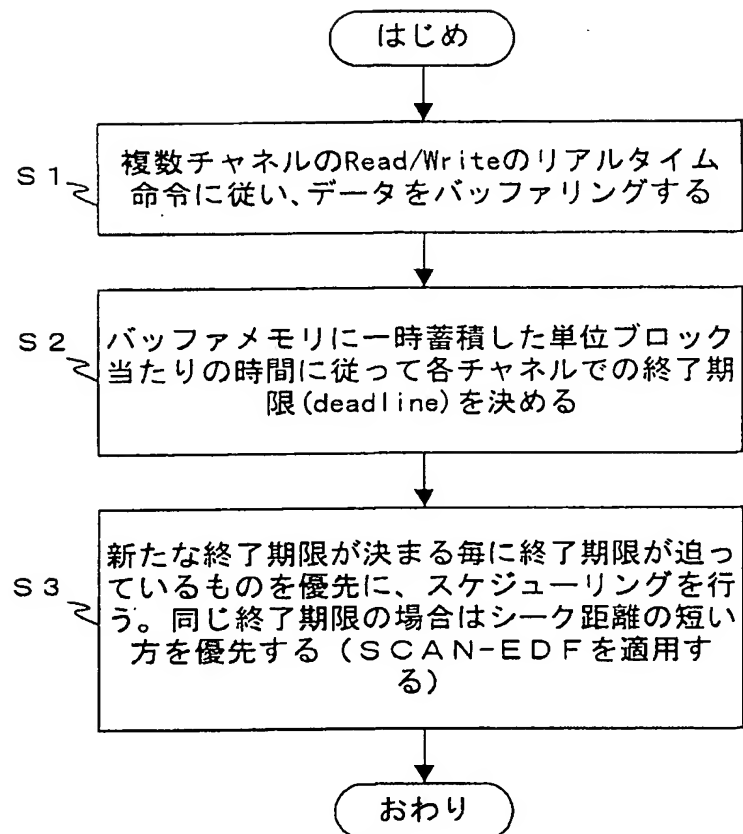 はじめ
S1
複数チャネルのRead/Writeのリアルタイム
命令に従い、データをバッファリングする
S2
バッファメモリに一時蓄積した単位ブロック
当たりの時間に従って各チャネルでの終了期
限(deadline)を決める
S3
新たな終了期限が決まる毎に終了期限が迫っ
ているものを優先に、スケジューリングを行
う。同じ終了期限の場合はシーク距離の短い
方を優先する(SCAN-EDFを適用す
る)
おわり